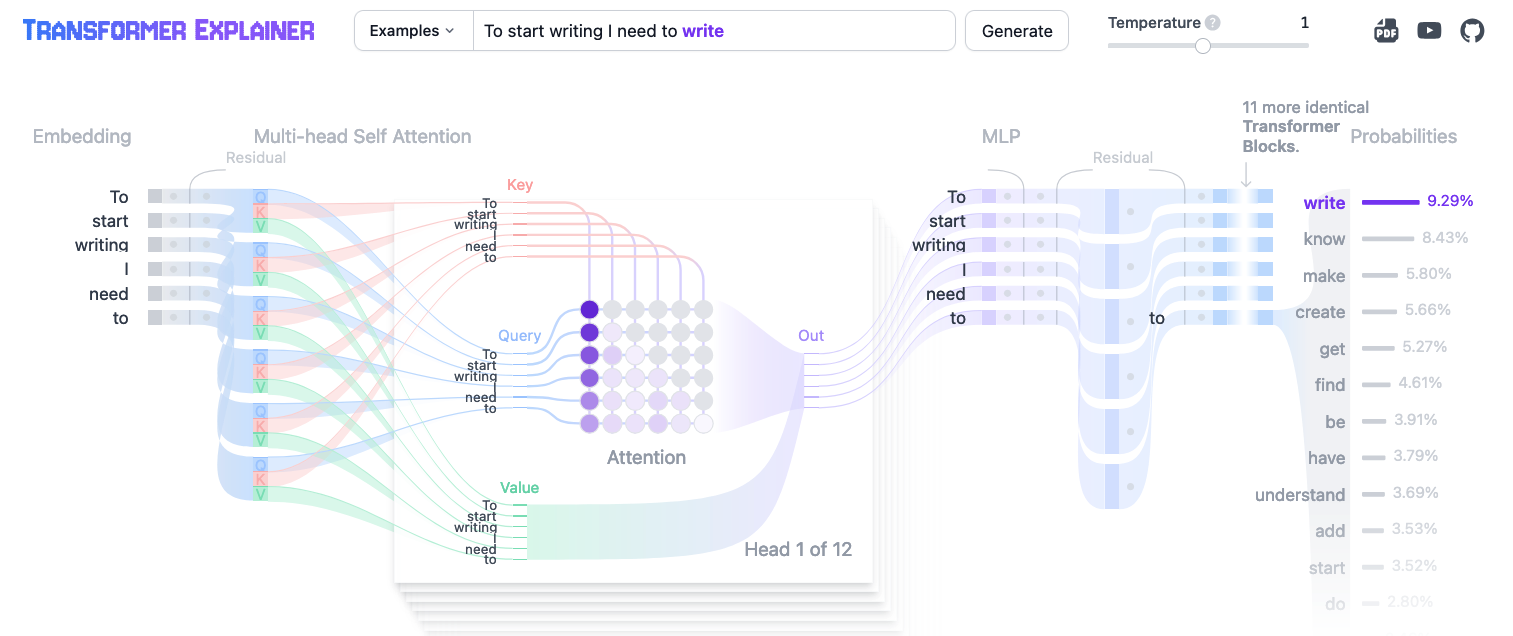 TRANSFORMER EXPLAINER
Examples
To start writing I need to write
Generate
Temperature ?
1
PDF
Embedding
Multi-head Self Attention
Residual
MLP
Residual
11 more identical
Transformer
Blocks.
Probabilities
To
start
writing
I
need
to
Q
K
V
Q
K
V
Q
K
V
Q
K
V
Q
K
V
Q
K
V
Key
To
start
writing
I
need
to
Query
To
start
writing
I
need
to
Attention
Value
To
start
writing
I
need
to
Out
Head 1 of 12
To
start
writing
I
need
to
to
write 9.29%
know 8.43%
make 5.80%
create 5.66%
get 5.27%
find 4.61%
be 3.91%
have 3.79%
understand 3.69%
add 3.53%
start 3.52%
do 2.80%